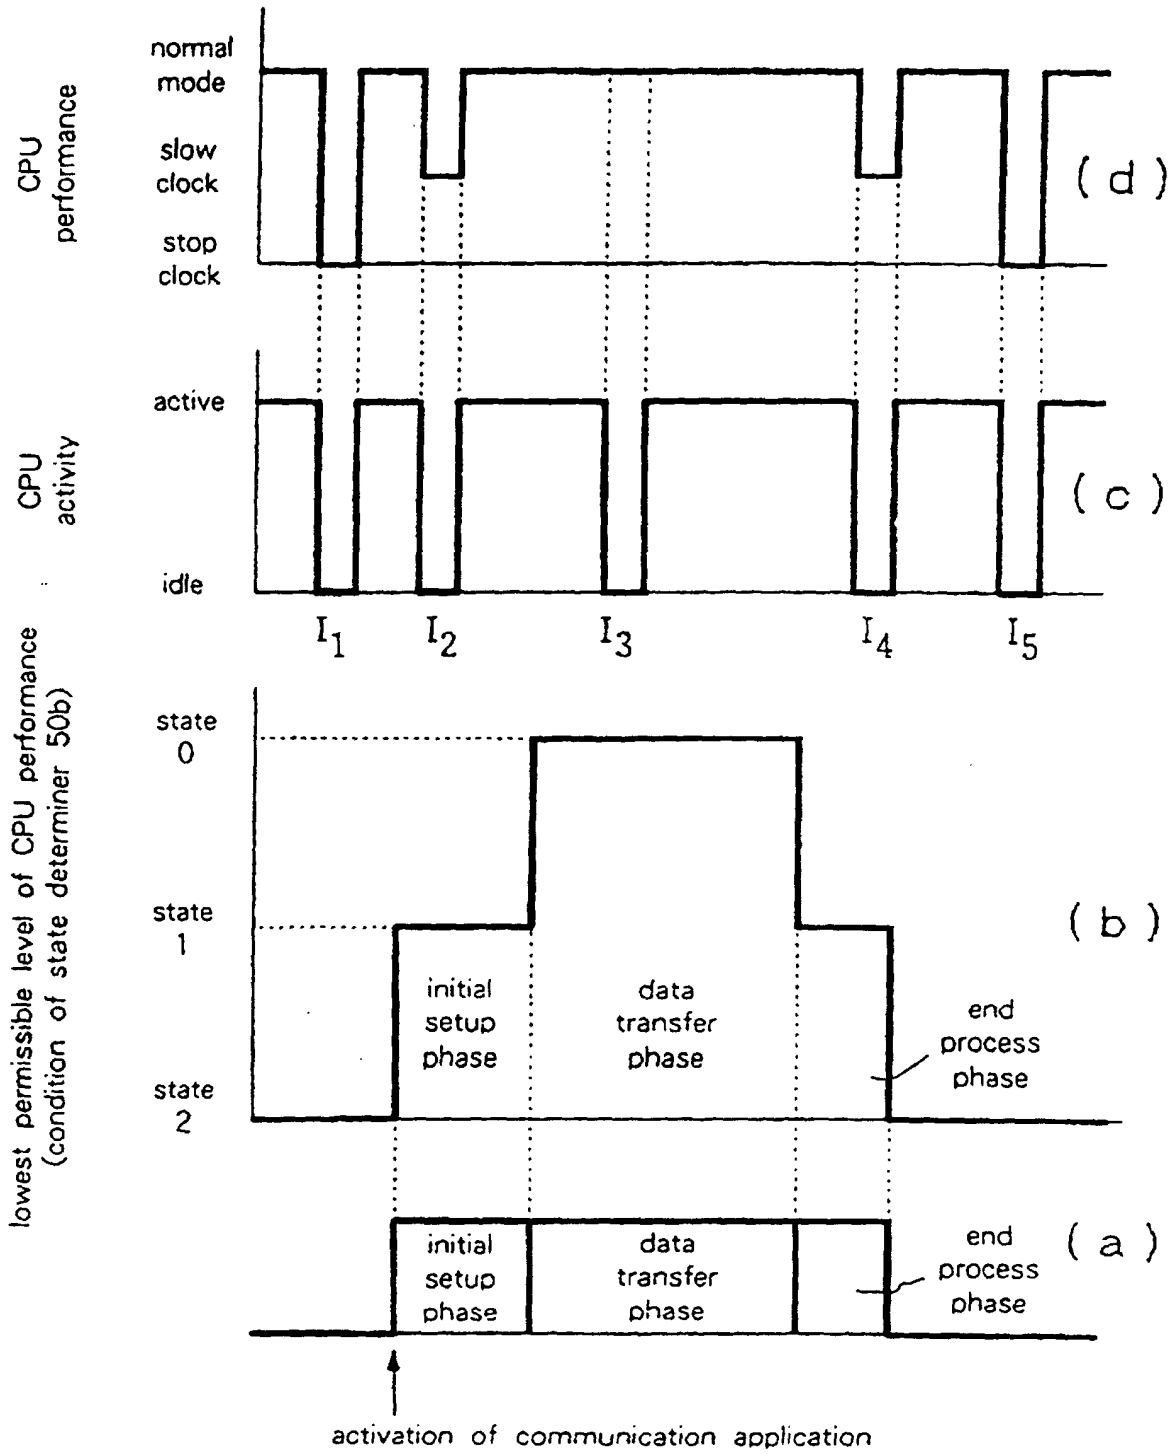 normal
mode
slow
clock
stop
clock
CPU
performance
(d)
active
idle
CPU
activity
(c)
I1
I2
I3
I4
I5
state
0
state
1
state
2
lowest permissible level of CPU performance
(condition of state determiner 50b)
initial
setup
phase
data
transfer
phase
end
process
phase
(b)
initial
setup
phase
data
transfer
phase
end
process
phase
(a)
activation of communication application